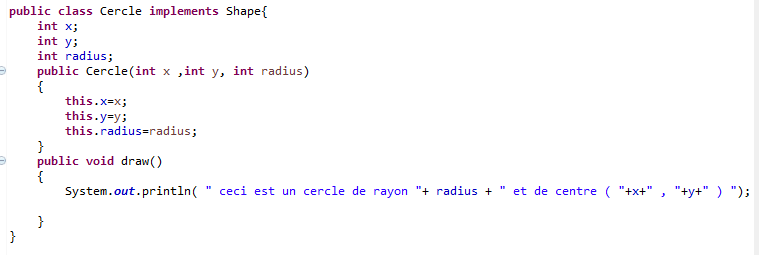 public class Cercle implements Shape{
int x;
int y;
int radius;
public Cercle(int x ,int y, int radius)
{
this.x=x;
this.y=y;
this.radius=radius;
}
public void draw()
{
System.out.println( " ceci est un cercle de rayon "+ radius + " et de centre ( "+x+" , "+y+" ) ");
}
}